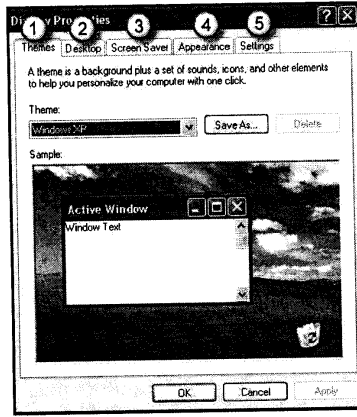 Display Properties
1 2 3 4 5
Themes Desktop Screen Saver Appearance Settings
A theme is a background plus a set of sounds, icons, and other elements
to help you personalize your computer with one click.
Theme:
Windows XP Save As... Delete
Sample:
Active Window
Window Text
OK Cancel Apply